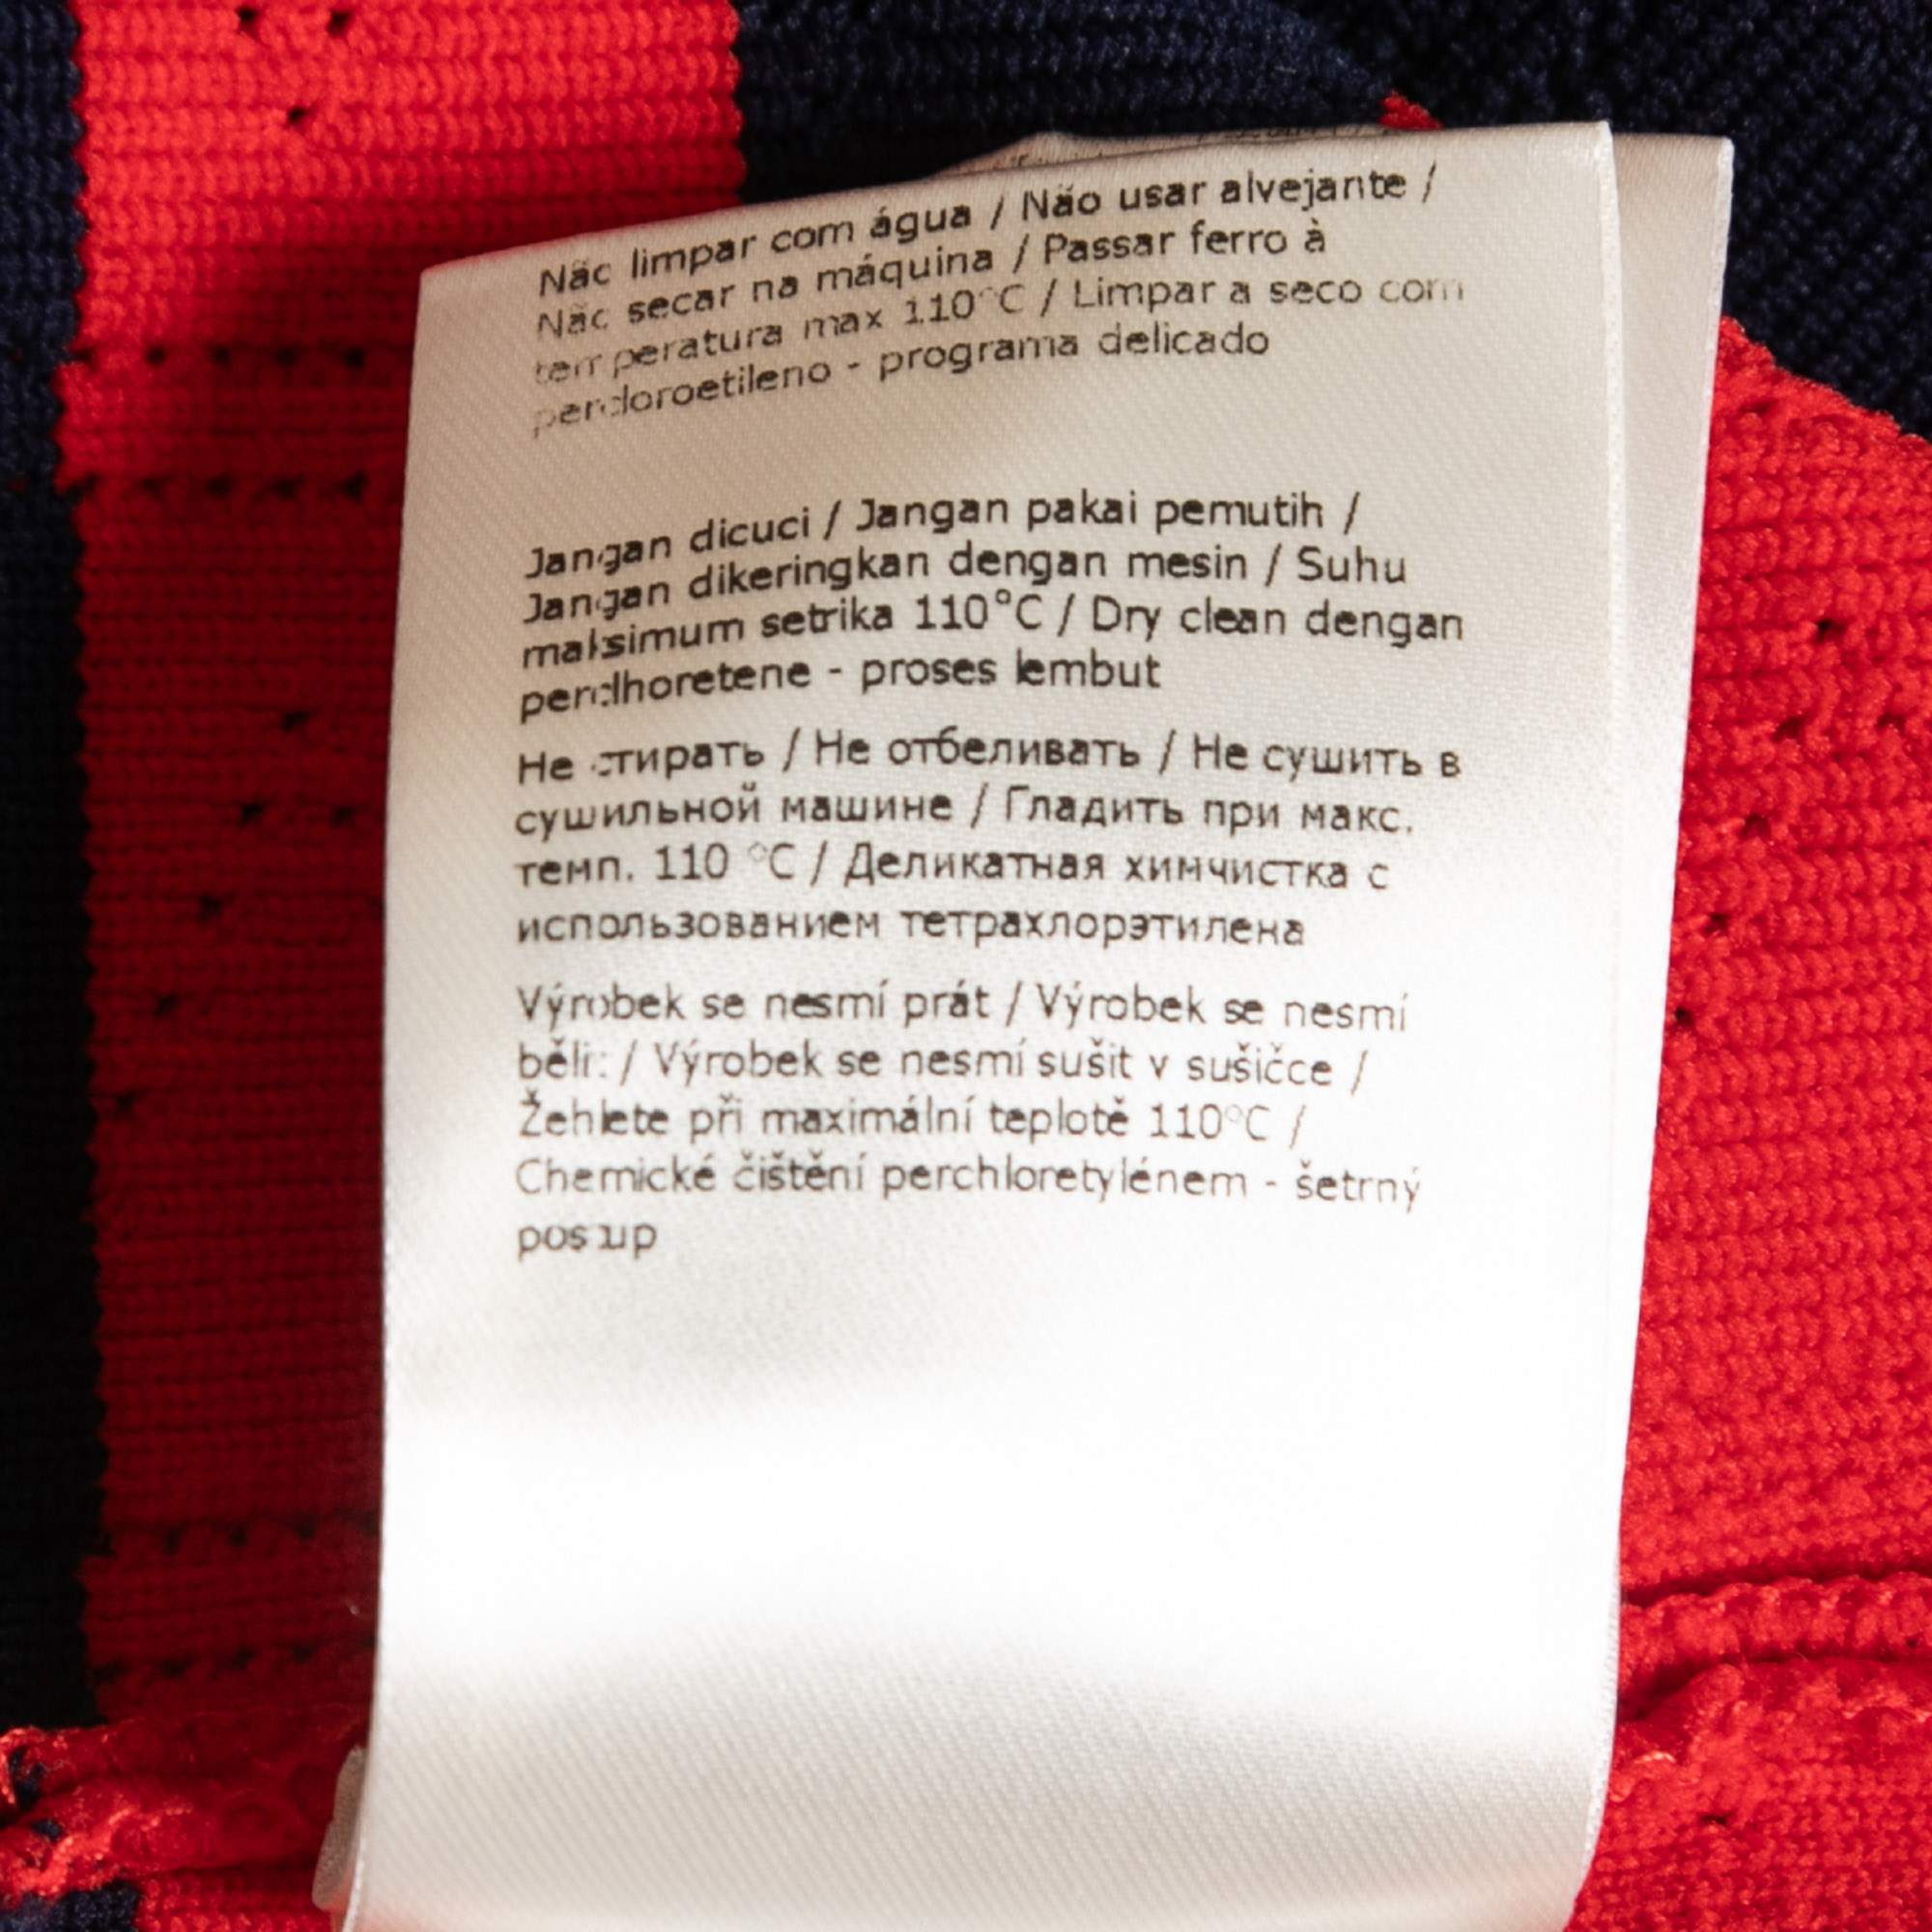 Não limpar com água / Não usar alvejante /
Não secar na máquina / Passar ferro à
temperatura max 110°C / Limpar a seco com
percloroetileno - programa delicado
Jangan dicuci / Jangan pakai pemutih /
Jangan dikeringkan dengan mesin / Suhu
maksimum setrika 110°C / Dry clean dengan
perclhoretene - proses lembut
Не стирать / Не отбеливать / Не сушить в
сушильной машине / Гладить при макс.
темп. 110 °C / Деликатная химчистка с
использованием тетрахлорэтилена
Výrobek se nesmí prát / Výrobek se nesmí
bělit / Výrobek se nesmí sušit v sušičce /
Žehlete při maximální teplotě 110°C /
Chemické čištění perchloretylénem - šetrný
postup